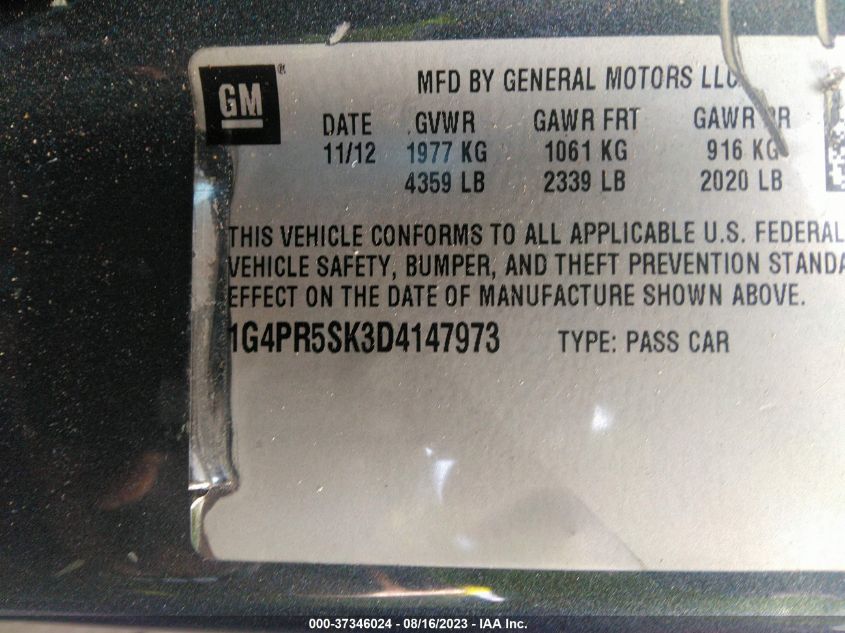 GM®
MFD BY GENERAL MOTORS LLC
DATE GVWR GAWR FRT GAWR RR
11/12 1977 KG 1061 KG 916 KG
4359 LB 2339 LB 2020 LB
THIS VEHICLE CONFORMS TO ALL APPLICABLE U.S. FEDERAL
VEHICLE SAFETY, BUMPER, AND THEFT PREVENTION STANDA
EFFECT ON THE DATE OF MANUFACTURE SHOWN ABOVE.
1G4PR5SK3D4147973 TYPE: PASS CAR
000-37346024 - 08/16/2023 - IAA Inc.